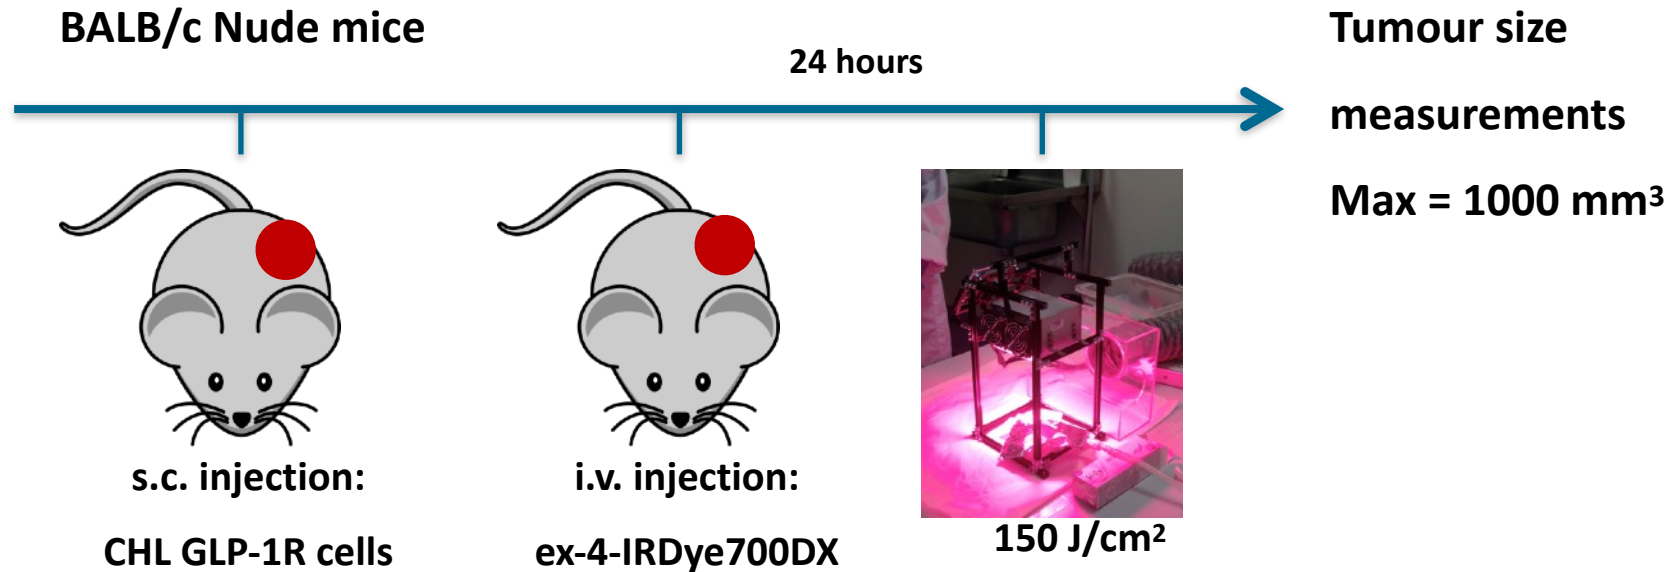 BALB/c Nude mice
24 hours
Tumour size
measurements
Max = 1000 mm³
s.c. injection:
CHL GLP-1R cells
i.v. injection:
ex-4-IRDye700DX
150 J/cm²